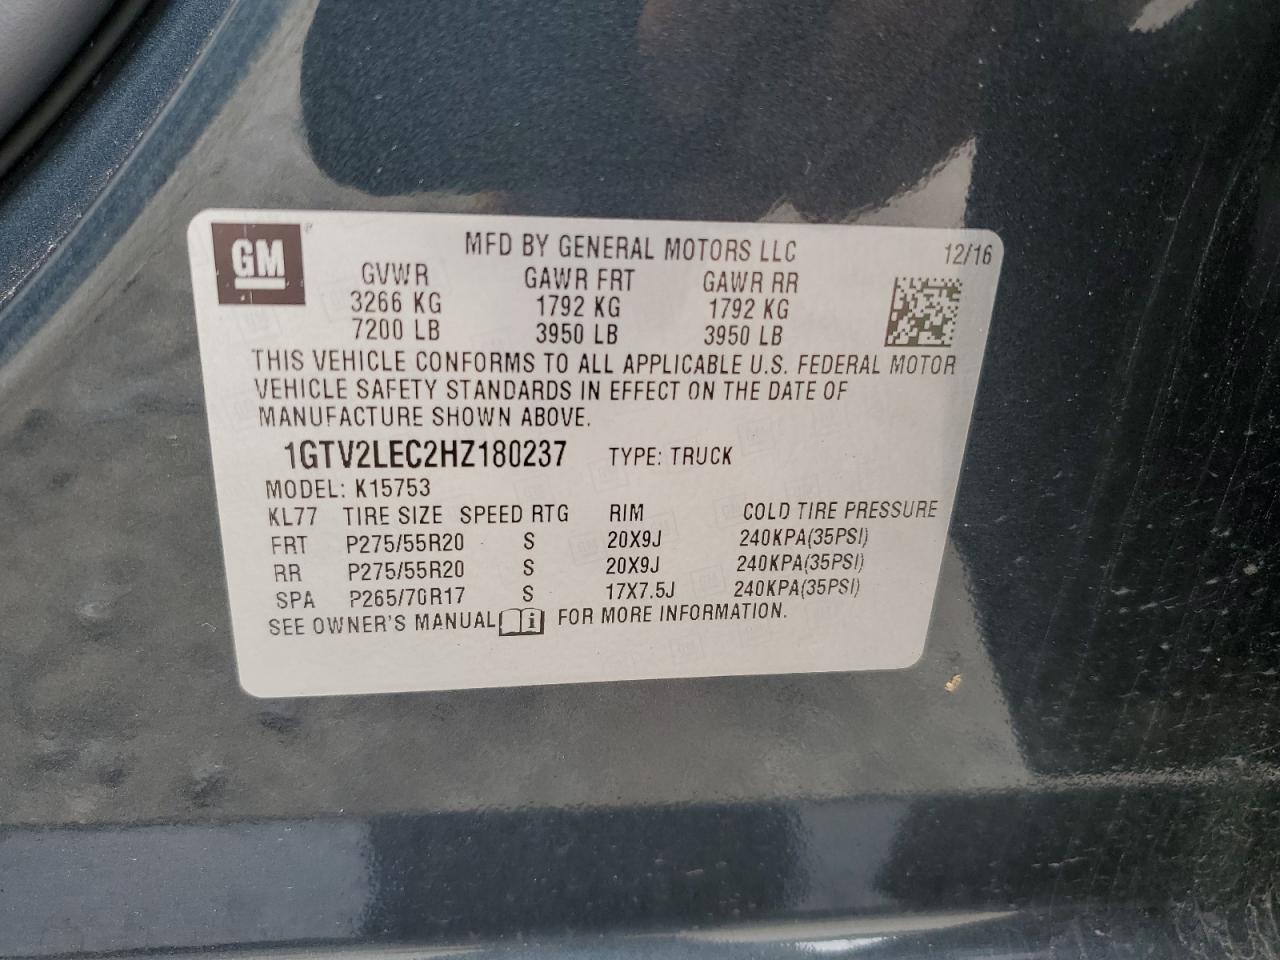 GM
MFD BY GENERAL MOTORS LLC 12/16
GVWR GAWR FRT GAWR RR
3266 KG 1792 KG 1792 KG
7200 LB 3950 LB 3950 LB
THIS VEHICLE CONFORMS TO ALL APPLICABLE U.S. FEDERAL MOTOR
VEHICLE SAFETY STANDARDS IN EFFECT ON THE DATE OF
MANUFACTURE SHOWN ABOVE.
1GTV2LEC2HZ180237 TYPE: TRUCK
MODEL: K15753
KL77 TIRE SIZE SPEED RTG RIM COLD TIRE PRESSURE
FRT P275/55R20 S 20X9J 240KPA(35PSI)
RR P275/55R20 S 20X9J 240KPA(35PSI)
SPA P265/70R17 S 17X7.5J 240KPA(35PSI)
SEE OWNER'S MANUAL i FOR MORE INFORMATION.